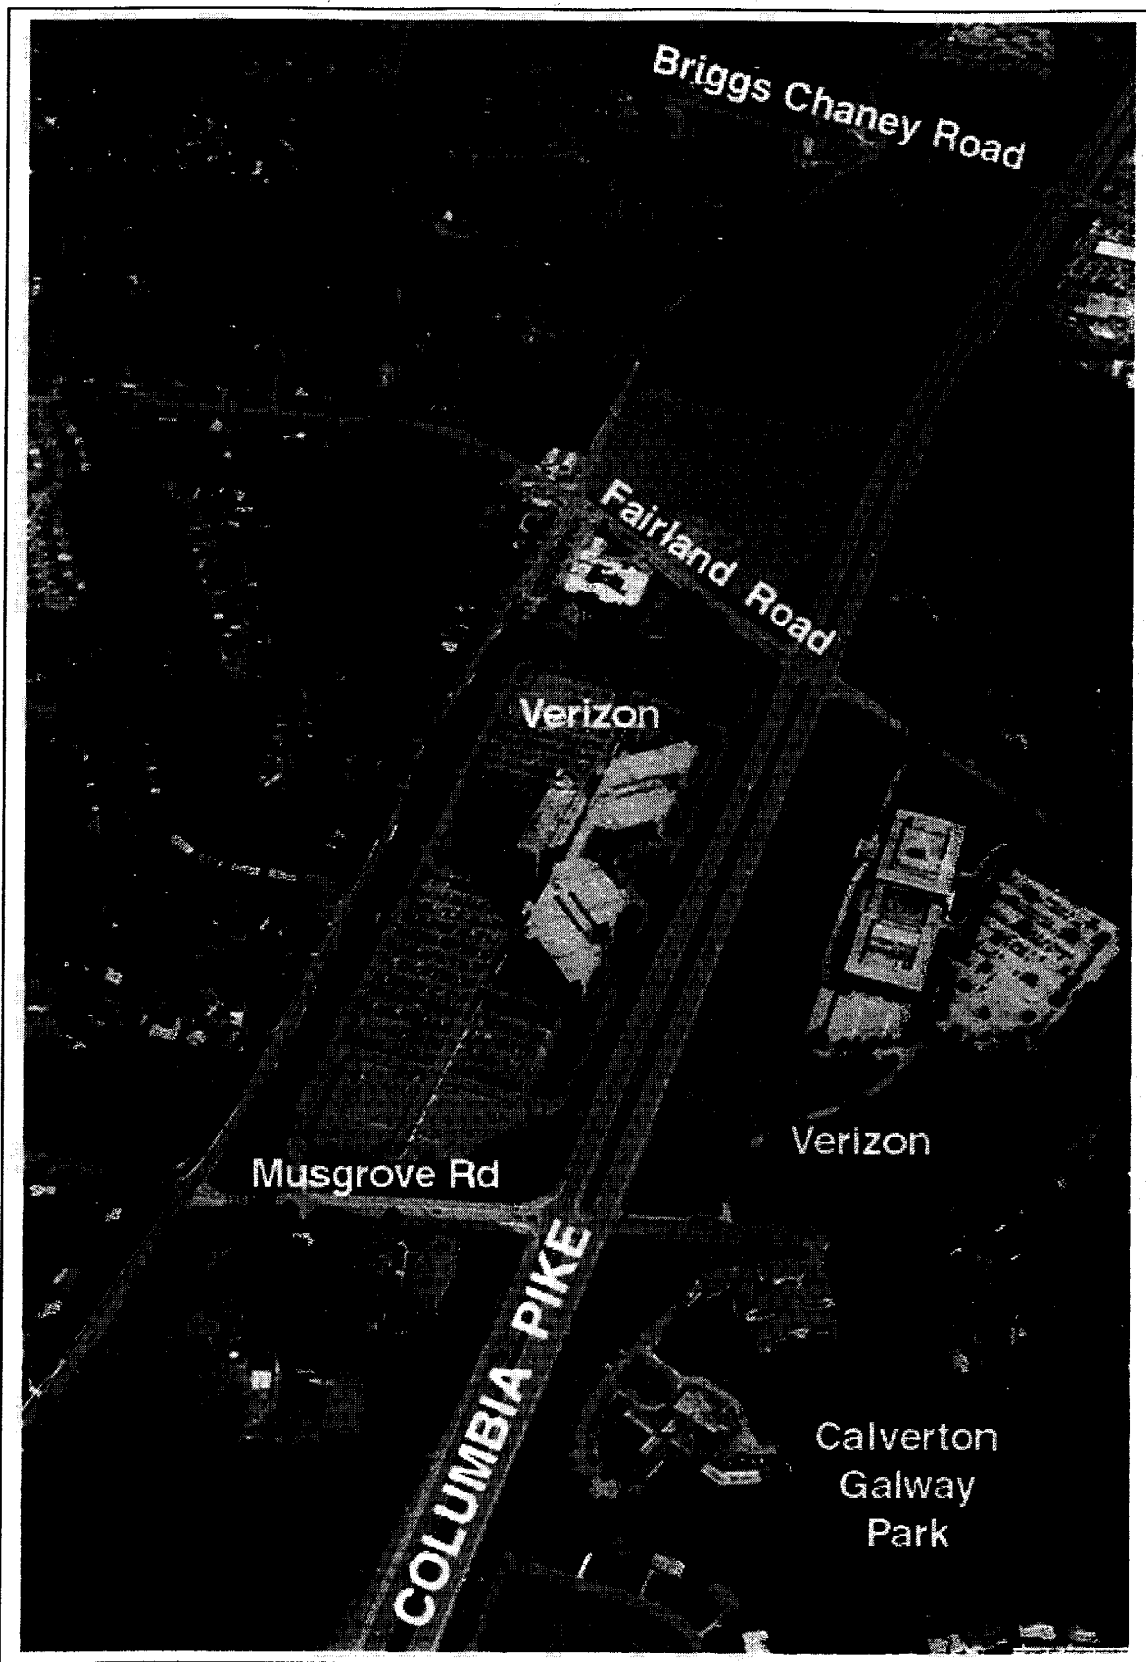 Briggs Chaney Road
Fairland Road
Verizon
Verizon
Musgrove Rd
COLUMBIA PIKE
Calverton
Galway
Park